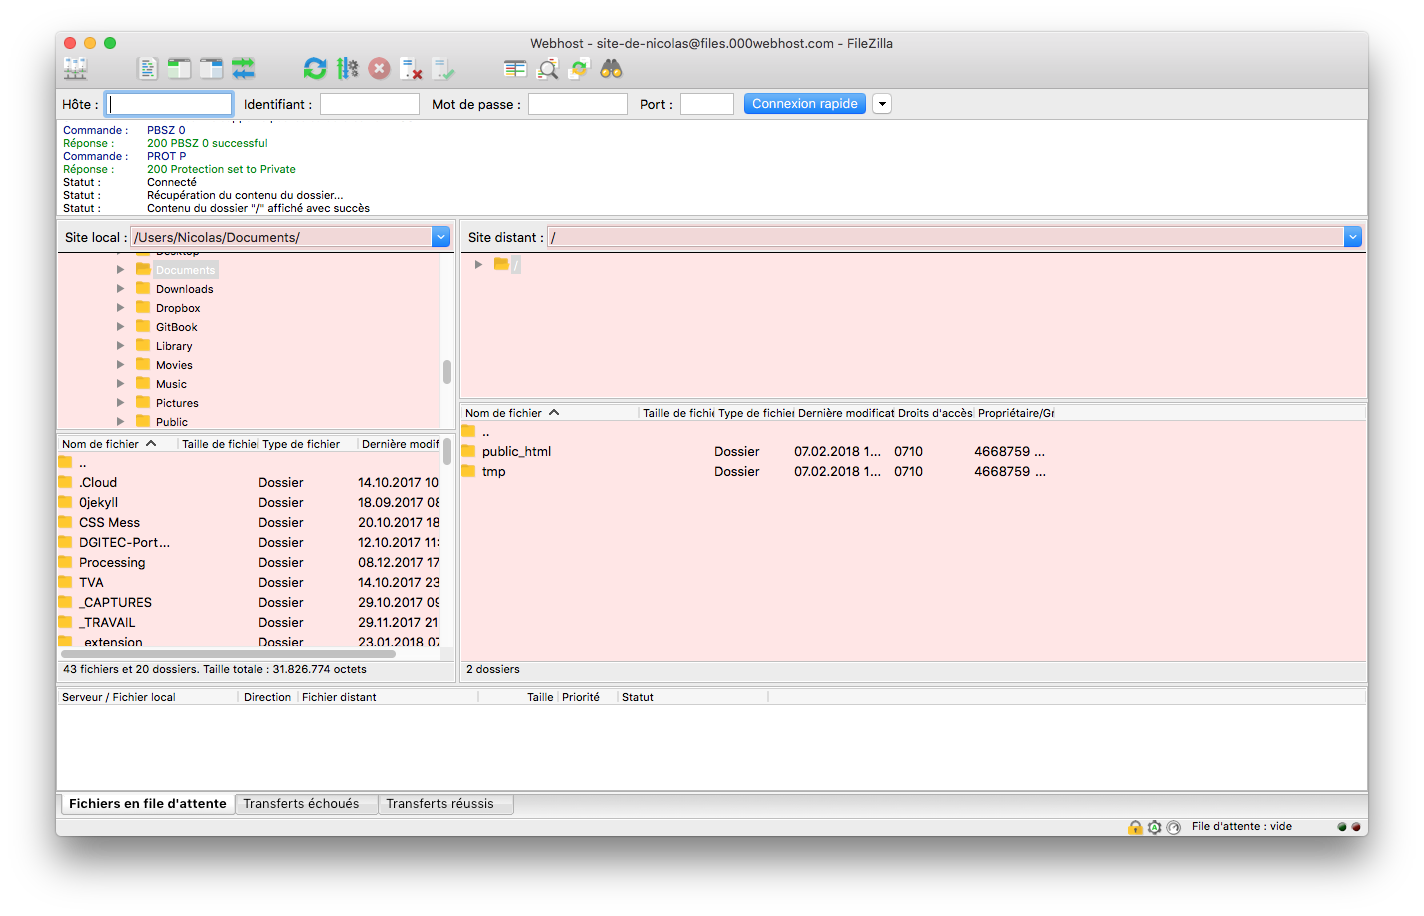 Webhost - site-de-nicolas@files.000webhost.com - FileZilla
Hôte : Identifiant : Mot de passe : Port : Connexion rapide
Commande : PBSZ 0
Réponse : 200 PBSZ 0 successful
Commande : PROT P
Réponse : 200 Protection set to Private
Statut : Connecté
Statut : Récupération du contenu du dossier...
Statut : Contenu du dossier "/" affiché avec succès
Site local : /Users/Nicolas/Documents/
Desktop
Documents
Downloads
Dropbox
GitBook
Library
Movies
Music
Pictures
Public
Nom de fichier Taille de fichie Type de fichier Dernière modif
..
.Cloud Dossier 14.10.2017 10
0jekyll Dossier 18.09.2017 08
CSS Mess Dossier 20.10.2017 18
DGITEC-Port... Dossier 12.10.2017 11:
Processing Dossier 08.12.2017 17
TVA Dossier 14.10.2017 23
_CAPTURES Dossier 29.10.2017 09
_TRAVAIL Dossier 29.11.2017 21
_extension Dossier 23.01.2018 07
43 fichiers et 20 dossiers. Taille totale : 31.826.774 octets
Site distant : /
/
Nom de fichier Taille de fichi Type de fichier Dernière modificat Droits d'accès Propriétaire/Gr
..
public_html Dossier 07.02.2018 1... 0710 4668759 ...
tmp Dossier 07.02.2018 1... 0710 4668759 ...
2 dossiers
Serveur / Fichier local Direction Fichier distant Taille Priorité Statut
Fichiers en file d'attente Transferts échoués Transferts réussis
File d'attente : vide